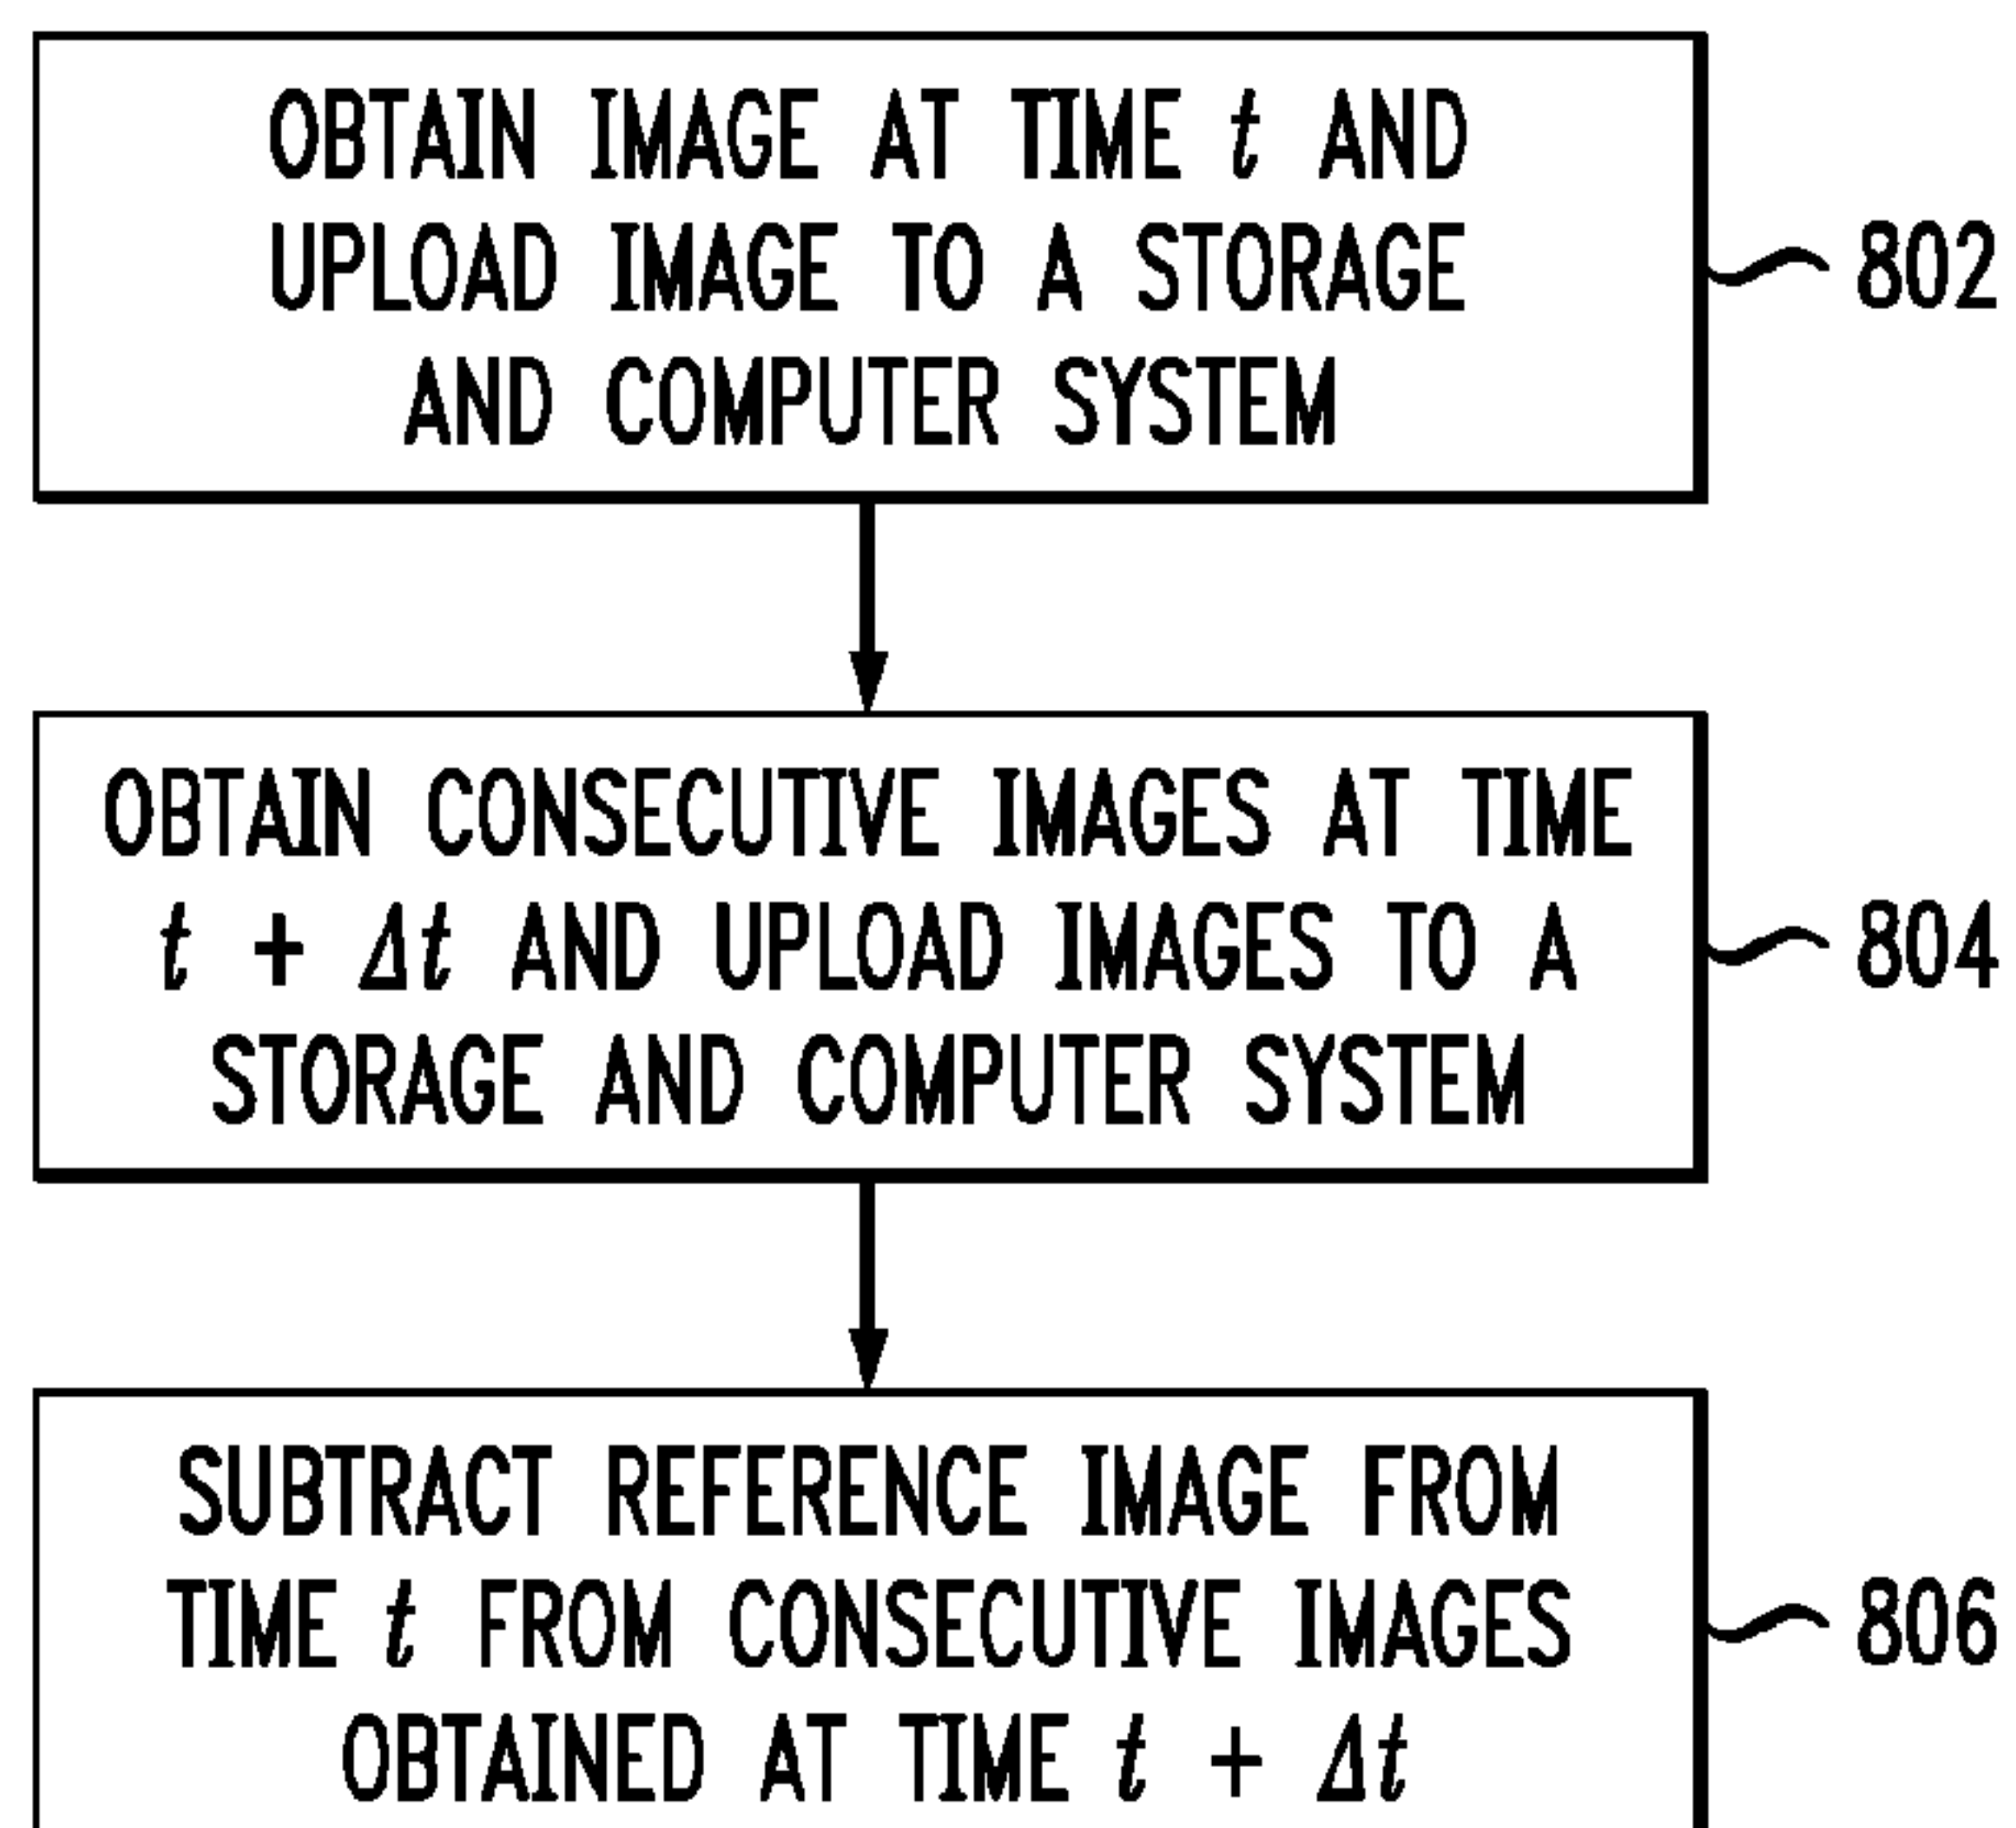 OBTAIN IMAGE AT TIME t AND
UPLOAD IMAGE TO A STORAGE
AND COMPUTER SYSTEM
802
OBTAIN CONSECUTIVE IMAGES AT TIME
t + Δt AND UPLOAD IMAGES TO A
STORAGE AND COMPUTER SYSTEM
804
SUBTRACT REFERENCE IMAGE FROM
TIME t FROM CONSECUTIVE IMAGES
OBTAINED AT TIME t + Δt
806